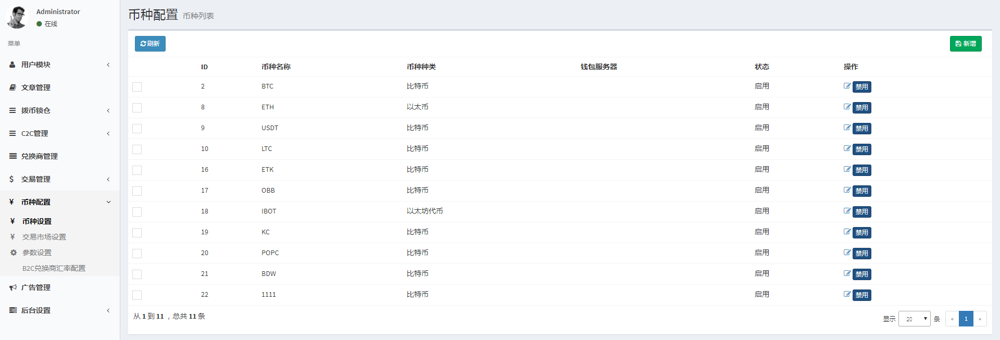 Administrator
在线
菜单
用户模块
文章管理
拨币锁仓
C2C管理
兑换商管理
交易管理
币种配置
币种设置
交易市场设置
参数设置
B2C兑换商汇率配置
广告管理
后台设置
币种配置 币种列表
刷新 新增
ID 币种名称 币种种类 钱包服务器 状态 操作
2 BTC 比特币 启用 禁用
8 ETH 以太币 启用 禁用
9 USDT 比特币 启用 禁用
10 LTC 比特币 启用 禁用
16 ETK 比特币 启用 禁用
17 OBB 比特币 启用 禁用
18 IBOT 以太坊代币 启用 禁用
19 KC 比特币 启用 禁用
20 POPC 比特币 启用 禁用
21 BDW 比特币 启用 禁用
22 1111 比特币 启用 禁用
从 1 到 11 ，总共 11 条
显示 20 条 « 1 »